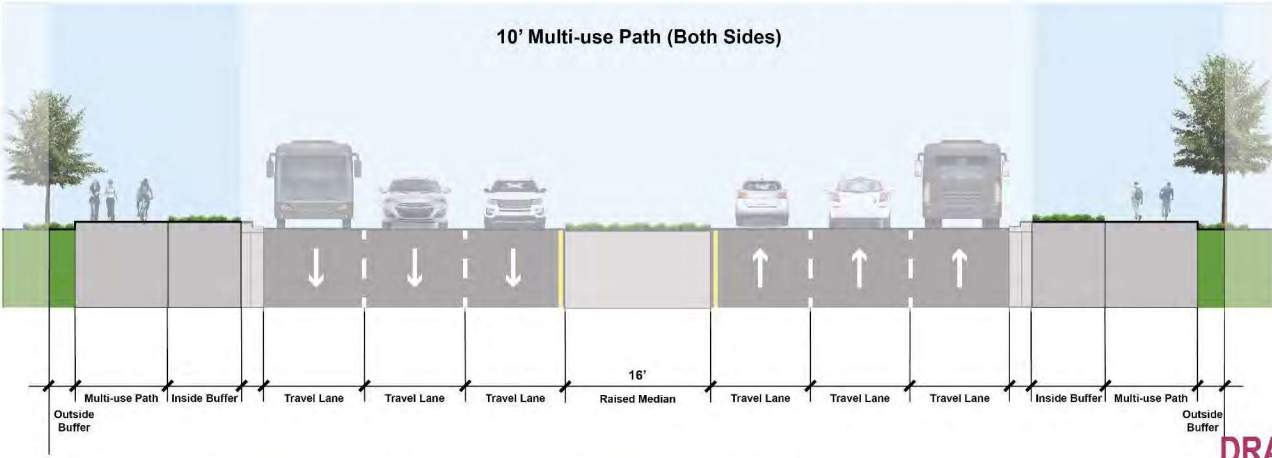 10’ Multi-use Path (Both Sides)
16’
Multi-use Path Inside Buffer Travel Lane Travel Lane Travel Lane Raised Median Travel Lane Travel Lane Travel Lane Inside Buffer Multi-use Path
Outside Buffer
Outside Buffer
DRA